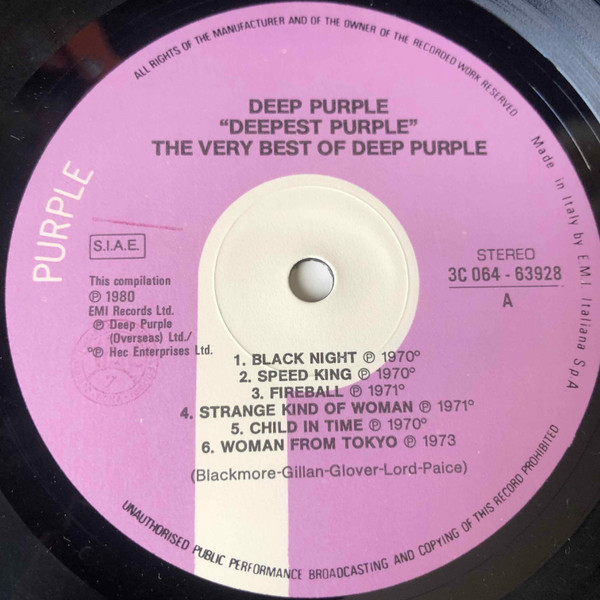 ALL RIGHTS OF THE MANUFACTURER AND OF THE OWNER OF THE RECORDED WORK RESERVED
DEEP PURPLE
"DEEPEST PURPLE"
THE VERY BEST OF DEEP PURPLE
PURPLE
S.I.A.E.
This compilation
℗ 1980
EMI Records Ltd.
℗ Deep Purple
(Overseas) Ltd./
°℗ Hec Enterprises Ltd.
STEREO
3C 064 - 63928
A
Made in Italy by E.M.I. Italiana S.p.A.
1. BLACK NIGHT ℗ 1970°
2. SPEED KING ℗ 1970°
3. FIREBALL ℗ 1971°
4. STRANGE KIND OF WOMAN ℗ 1971°
5. CHILD IN TIME ℗ 1970°
6. WOMAN FROM TOKYO ℗ 1973
(Blackmore-Gillan-Glover-Lord-Paice)
UNAUTHORISED PUBLIC PERFORMANCE BROADCASTING AND COPYING OF THIS RECORD PROHIBITED